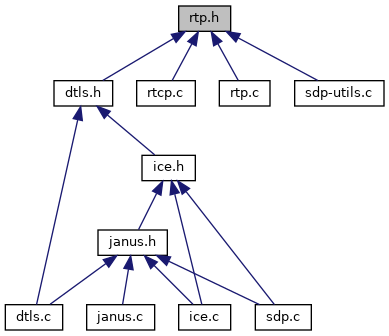 rtp.h
dtls.h
rtcp.c
rtp.c
sdp-utils.c
ice.h
janus.h
dtls.c
janus.c
ice.c
sdp.c